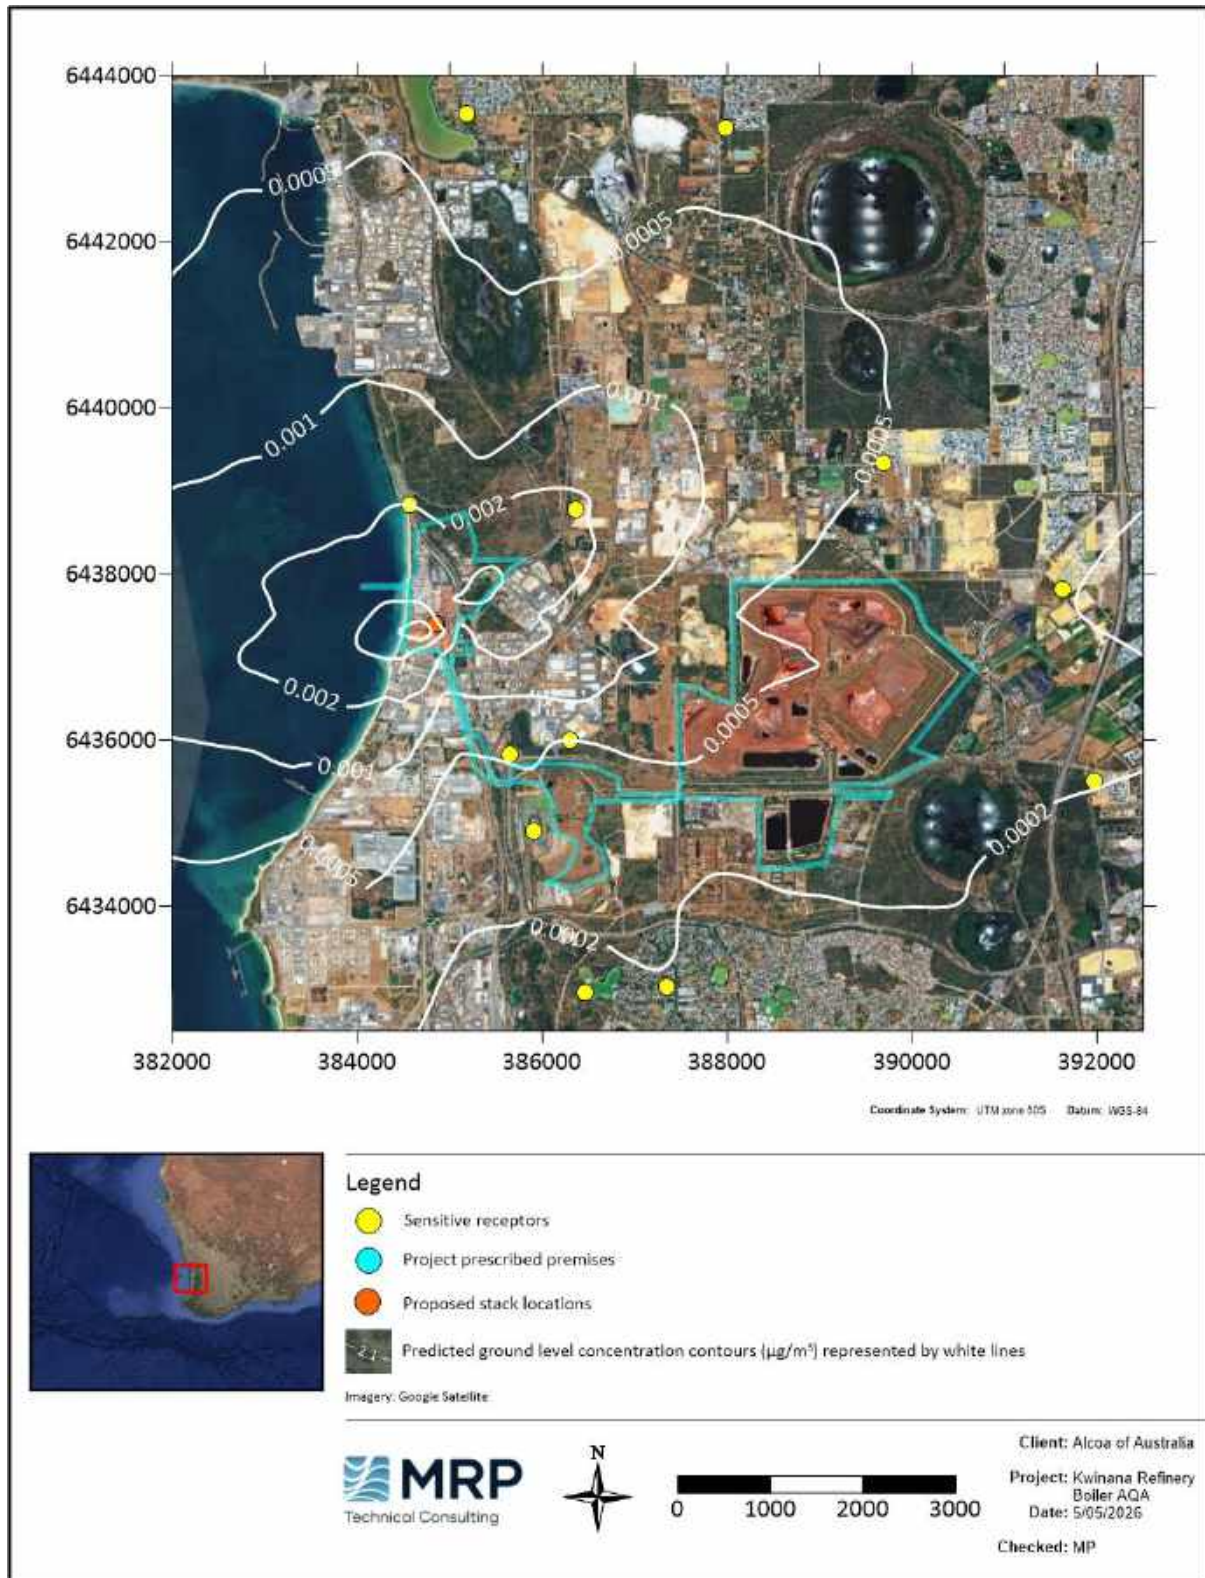 6444000
0.0005
6442000
0.0005
6440000
0.001
0.001
0.0005
0.002
6438000
0.002
0.0005
6436000
0.001
0.0002
0.0005
6434000
0.0002
382000 384000 386000 388000 390000 392000
Coordinate System: UTM zone 50S Datum: WGS-84
Legend
Sensitive receptors
Project prescribed premises
Proposed stack locations
2.1
Predicted ground level concentration contours (µg/m³) represented by white lines
Imagery: Google Satellite
MRP
Technical Consulting
N
0 1000 2000 3000
Client: Alcoa of Australia
Project: Kwinana Refinery
Boiler AQA
Date: 5/05/2026
Checked: MP